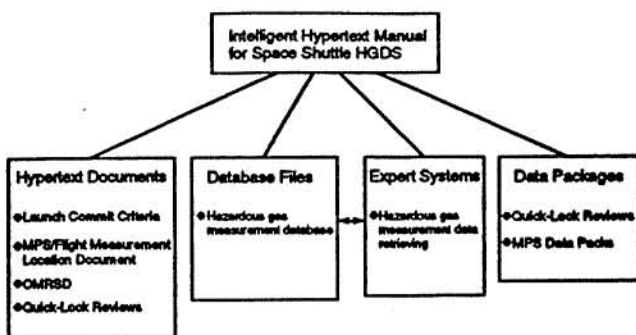 Intelligent Hypertext Manual
for Space Shuttle HGDS
Hypertext Documents
Launch Commit Criteria
MPS/Flight Measurement
Location Document
OMRSD
Quick-Look Reviews
Database Files
Hazardous gas
measurement database
Expert Systems
Hazardous gas
measurement data
retrieving
Data Packages
Quick-Look Reviews
MPS Data Packs